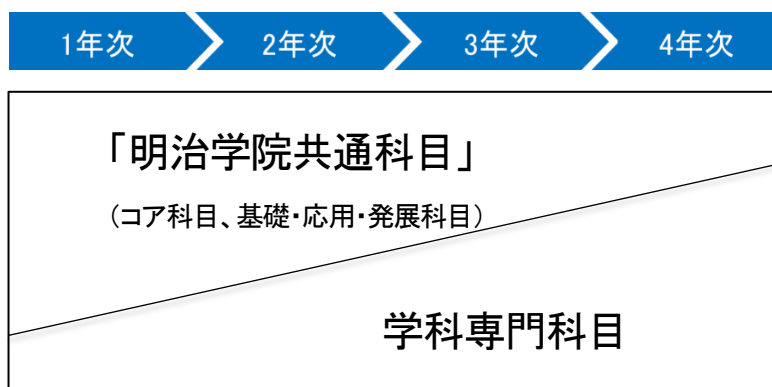 1年次 2年次 3年次 4年次
「明治学院共通科目」
（コア科目、基礎・応用・発展科目）
学科専門科目